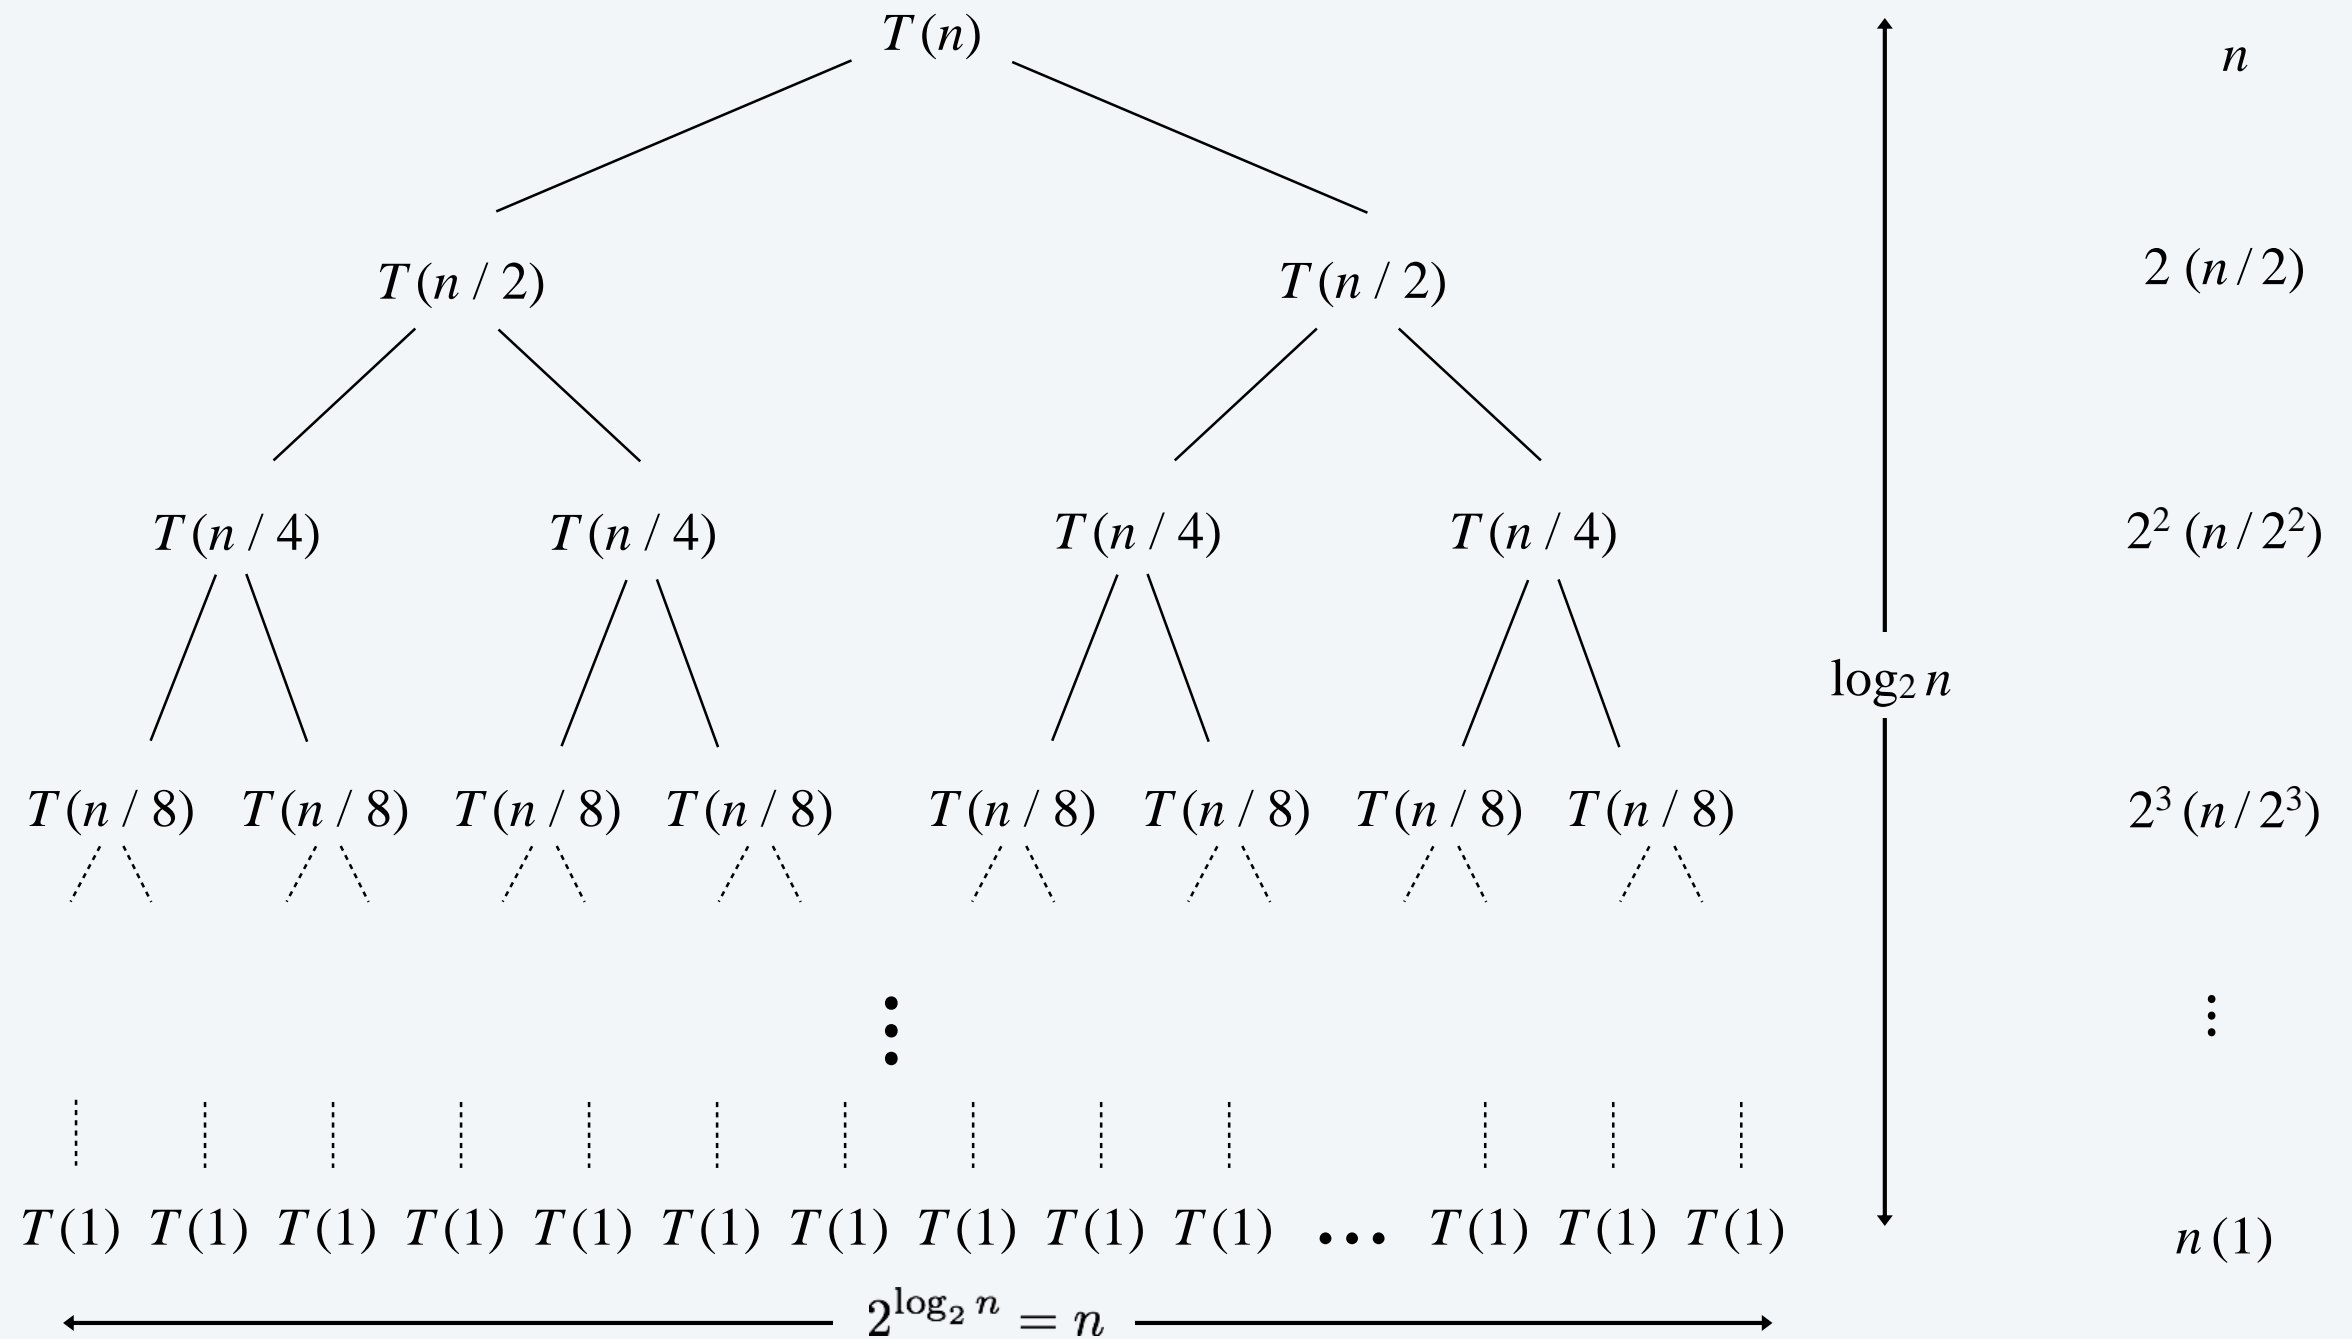 T(n) n
T(n / 2) T(n / 2) 2 (n/2)
T(n / 4) T(n / 4) T(n / 4) T(n / 4) 2² (n/2²)
log₂ n
T(n / 8) T(n / 8) T(n / 8) T(n / 8) T(n / 8) T(n / 8) T(n / 8) T(n / 8) 2³ (n/2³)
⋮ ⋮
T(1) T(1) T(1) T(1) T(1) T(1) T(1) T(1) T(1) T(1) … T(1) T(1) T(1) n (1)
2^{log₂ n} = n